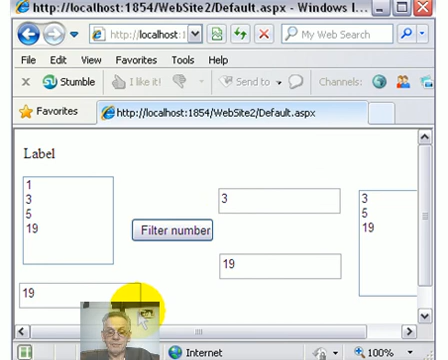 http://localhost:1854/WebSite2/Default.aspx - Windows I...
http://localhost:1
My Web Search
File Edit View Favorites Tools Help
x Stumble I like it! Send to Channels:
Favorites http://localhost:1854/WebSite2/Default.aspx
Label
1
3
5
19
Filter number
3
19
3
5
19
19
Internet 100%